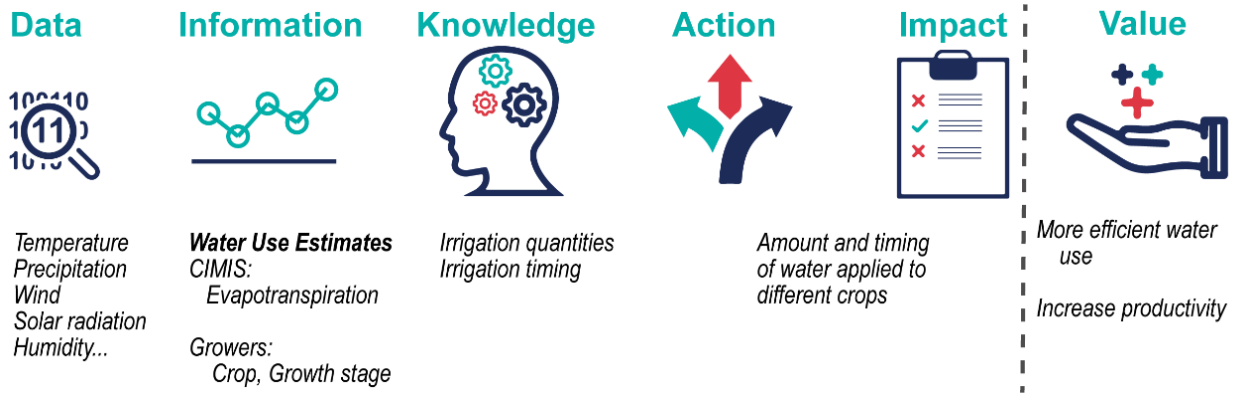 Data
Information
Knowledge
Action
Impact
Value
100110
11
Temperature
Precipitation
Wind
Solar radiation
Humidity...
Water Use Estimates
CIMIS:
Evapotranspiration
Growers:
Crop, Growth stage
Irrigation quantities
Irrigation timing
Amount and timing
of water applied to
different crops
More efficient water
use
Increase productivity